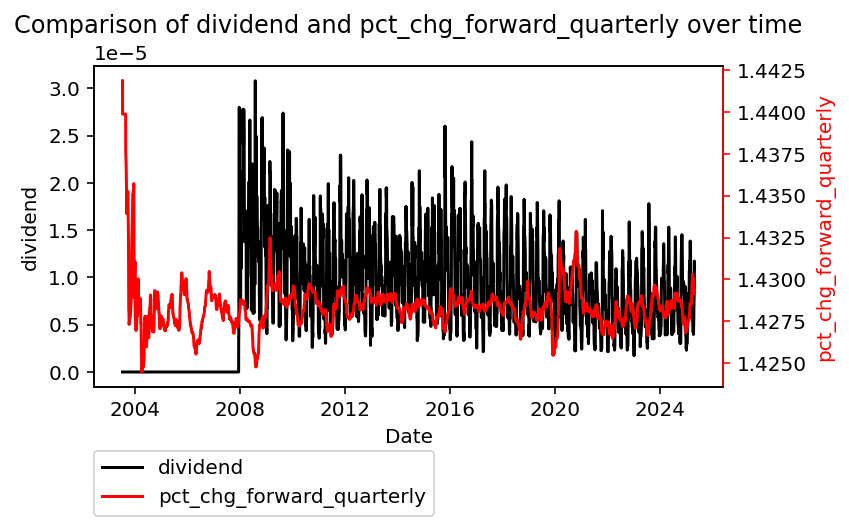 Comparison of dividend and pct_chg_forward_quarterly over time
1e−5
3.0
2.5
2.0
1.5
1.0
0.5
0.0
dividend
1.4425
1.4400
1.4375
1.4350
1.4325
1.4300
1.4275
1.4250
pct_chg_forward_quarterly
2004 2008 2012 2016 2020 2024
Date
dividend
pct_chg_forward_quarterly